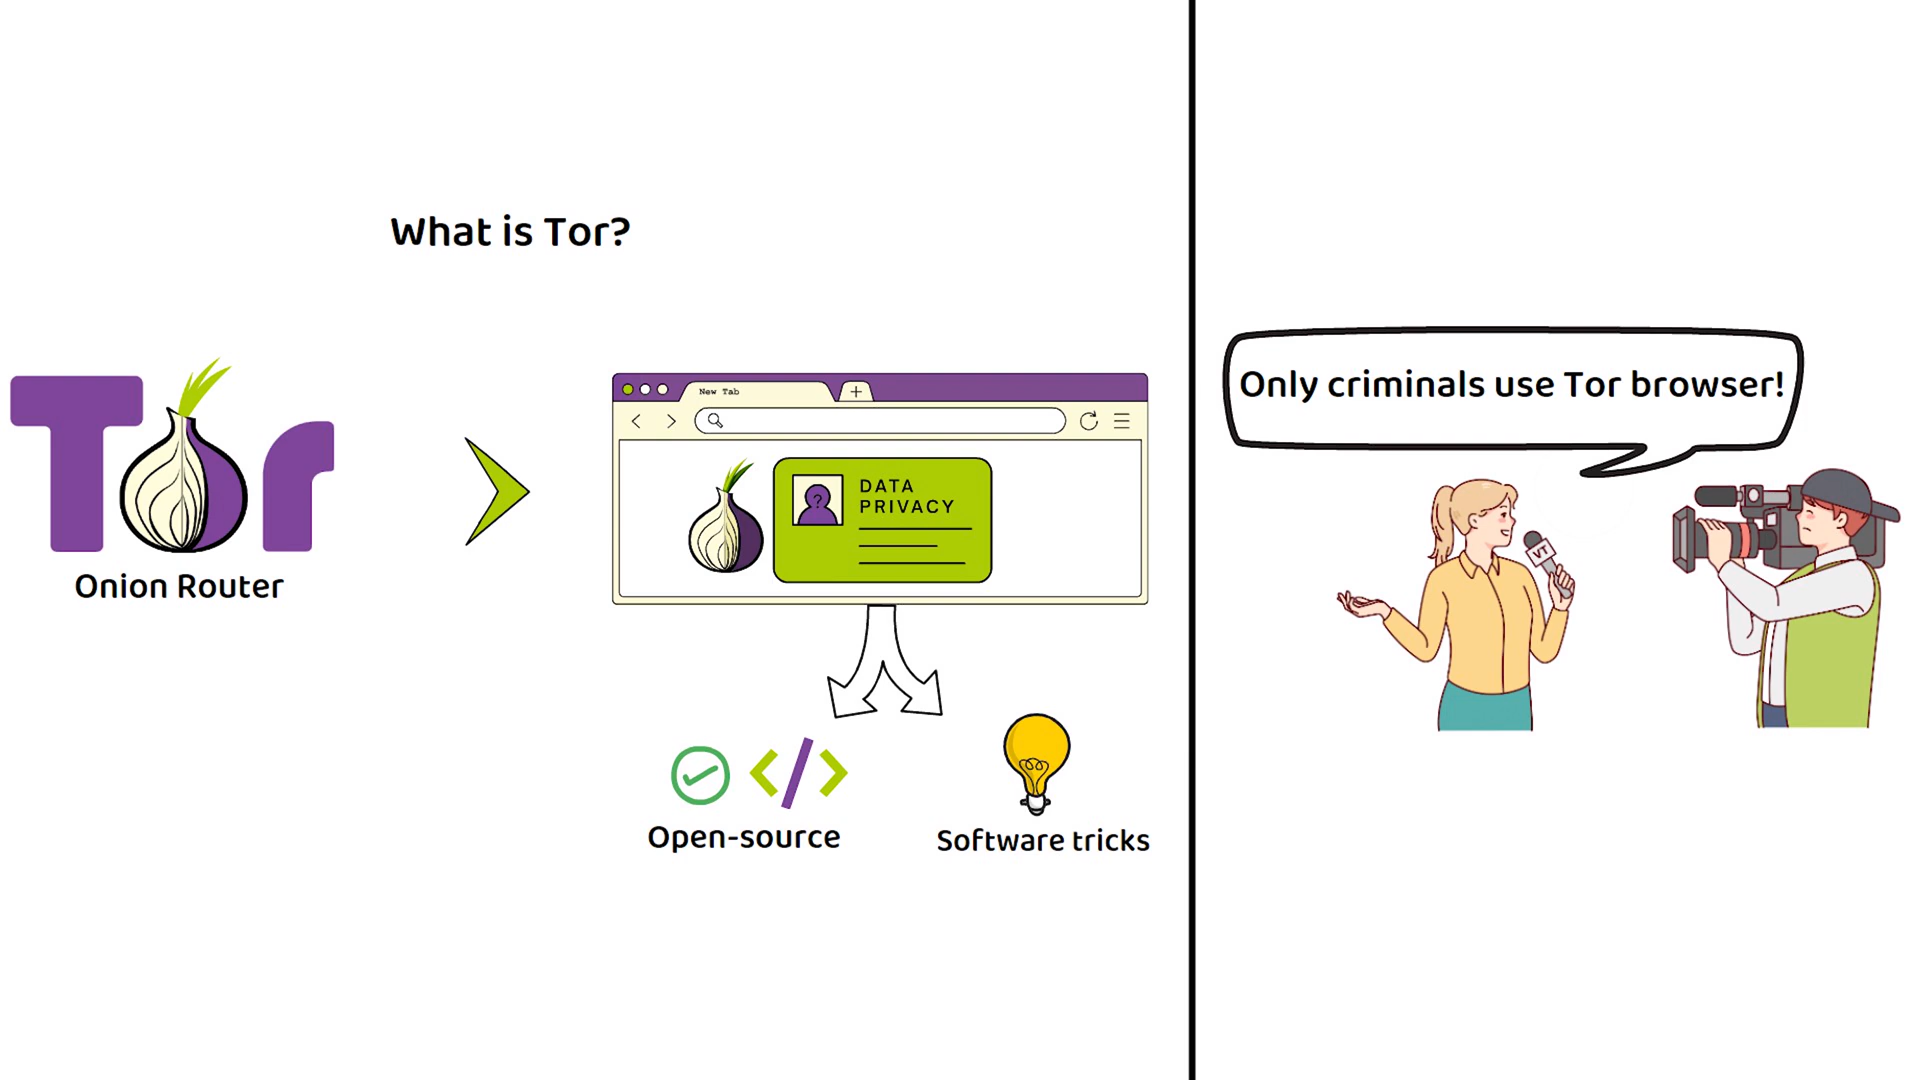 What is Tor?
Tor
Onion Router
New Tab
DATA
PRIVACY
?
Open-source
Software tricks
Only criminals use Tor browser!
VT